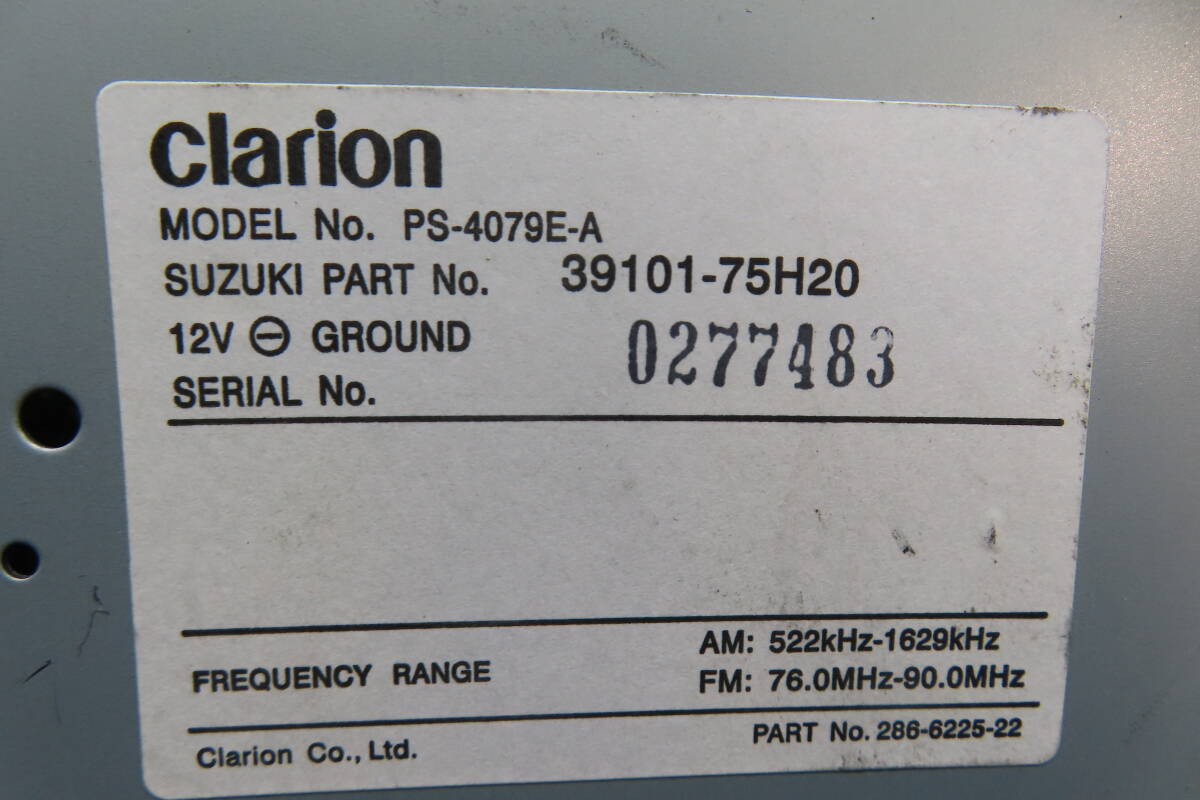 Clarion
MODEL No. PS-4079E-A
SUZUKI PART No. 39101-75H20
12V ⊖ GROUND
SERIAL No. 0277483
FREQUENCY RANGE
AM: 522kHz-1629kHz
FM: 76.0MHz-90.0MHz
Clarion Co., Ltd.
PART No. 286-6225-22